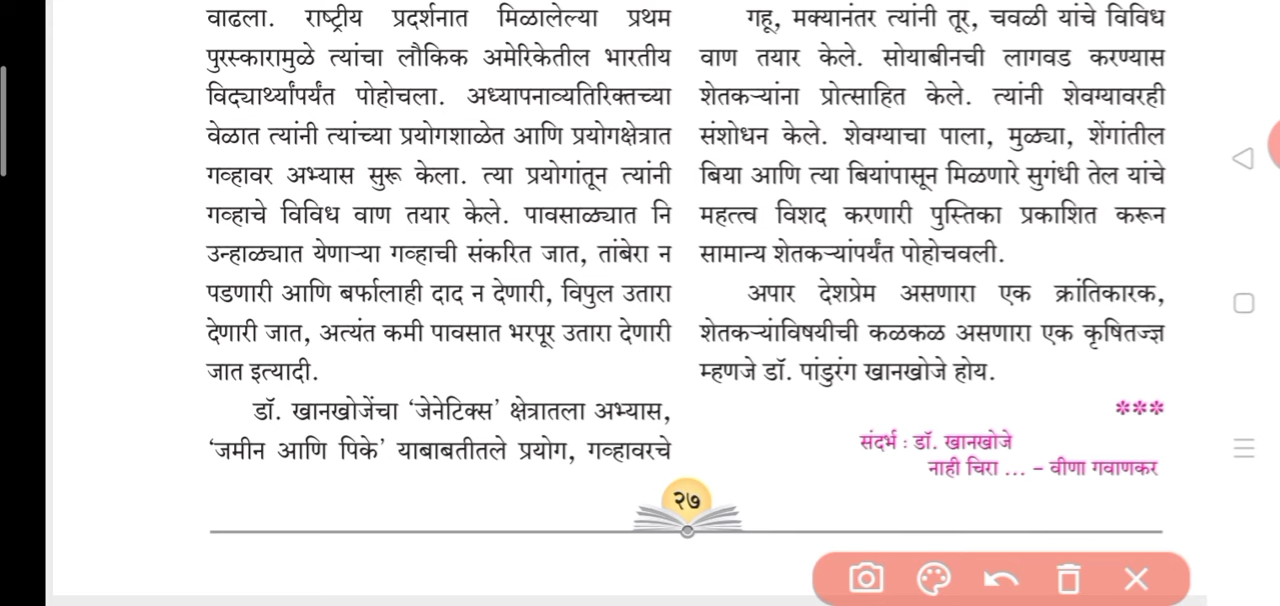 वाढला. राष्ट्रीय प्रदर्शनात मिळालेल्या प्रथम
पुरस्कारामुळे त्यांचा लौकिक अमेरिकेतील भारतीय
विद्यार्थ्यांपर्यंत पोहोचला. अध्यापनाव्यतिरिक्तच्या
वेळात त्यांनी त्यांच्या प्रयोगशाळेत आणि प्रयोगक्षेत्रात
गव्हावर अभ्यास सुरू केला. त्या प्रयोगांतून त्यांनी
गव्हाचे विविध वाण तयार केले. पावसाळ्यात नि
उन्हाळ्यात येणाऱ्या गव्हाची संकरित जात, तांबेरा न
पडणारी आणि बर्फालाही दाद न देणारी, विपुल उतारा
देणारी जात, अत्यंत कमी पावसात भरपूर उतारा देणारी
जात इत्यादी.
डॉ. खानखोजेंचा ‘जेनेटिक्स’ क्षेत्रातला अभ्यास,
‘जमीन आणि पिके’ याबाबतीतले प्रयोग, गव्हावरचे
गहू, मक्यानंतर त्यांनी तूर, चवळी यांचे विविध
वाण तयार केले. सोयाबीनची लागवड करण्यास
शेतकऱ्यांना प्रोत्साहित केले. त्यांनी शेवग्यावरही
संशोधन केले. शेवग्याचा पाला, मुळ्या, शेंगांतील
बिया आणि त्या बियांपासून मिळणारे सुगंधी तेल यांचे
महत्त्व विशद करणारी पुस्तिका प्रकाशित करून
सामान्य शेतकऱ्यांपर्यंत पोहोचवली.
अपार देशप्रेम असणारा एक क्रांतिकारक,
शेतकऱ्यांविषयीची कळकळ असणारा एक कृषितज्ज्ञ
म्हणजे डॉ. पांडुरंग खानखोजे होय.
***
संदर्भ : डॉ. खानखोजे
नाही चिरा ... – वीणा गवाणकर
२७